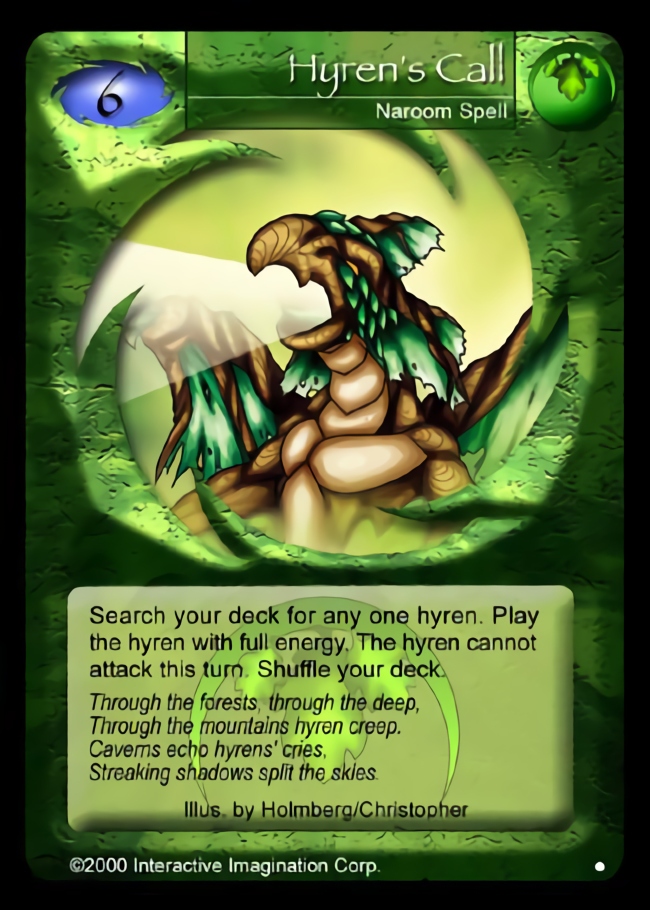 6
Hyren's Call
Naroom Spell
Search your deck for any one hyren. Play
the hyren with full energy. The hyren cannot
attack this turn. Shuffle your deck.
Through the forests, through the deep,
Through the mountains hyren creep.
Caverns echo hyrens' cries,
Streaking shadows split the skies.
Illus. by Holmberg/Christopher
©2000 Interactive Imagination Corp.